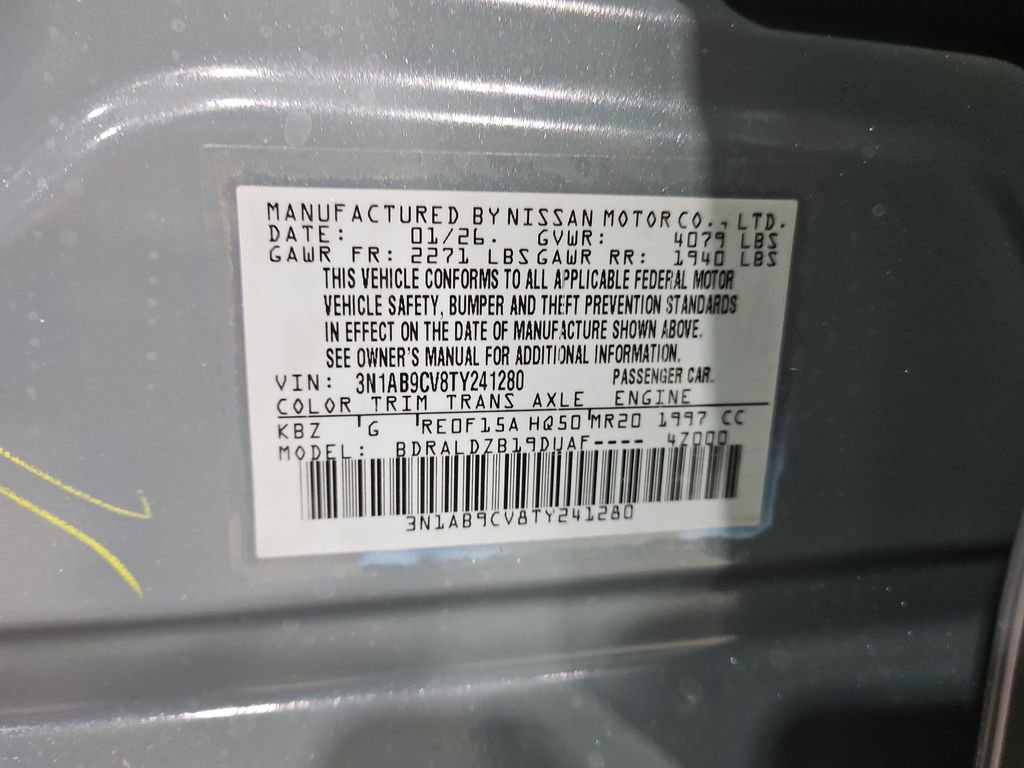 MANUFACTURED BY NISSAN MOTOR CO., LTD.
DATE: 01/26. GVWR: 4079 LBS
GAWR FR: 2271 LBS GAWR RR: 1940 LBS
THIS VEHICLE CONFORMS TO ALL APPLICABLE FEDERAL MOTOR
VEHICLE SAFETY, BUMPER AND THEFT PREVENTION STANDARDS
IN EFFECT ON THE DATE OF MANUFACTURE SHOWN ABOVE.
SEE OWNER'S MANUAL FOR ADDITIONAL INFORMATION.
VIN: 3N1AB9CV8TY241280 PASSENGER CAR.
COLOR TRIM TRANS AXLE ENGINE
KBZ G RE0F15A HQ50 MR20 1997 CC
MODEL: BDRALDZB19DUAF---- 4Z000
3N1AB9CV8TY241280